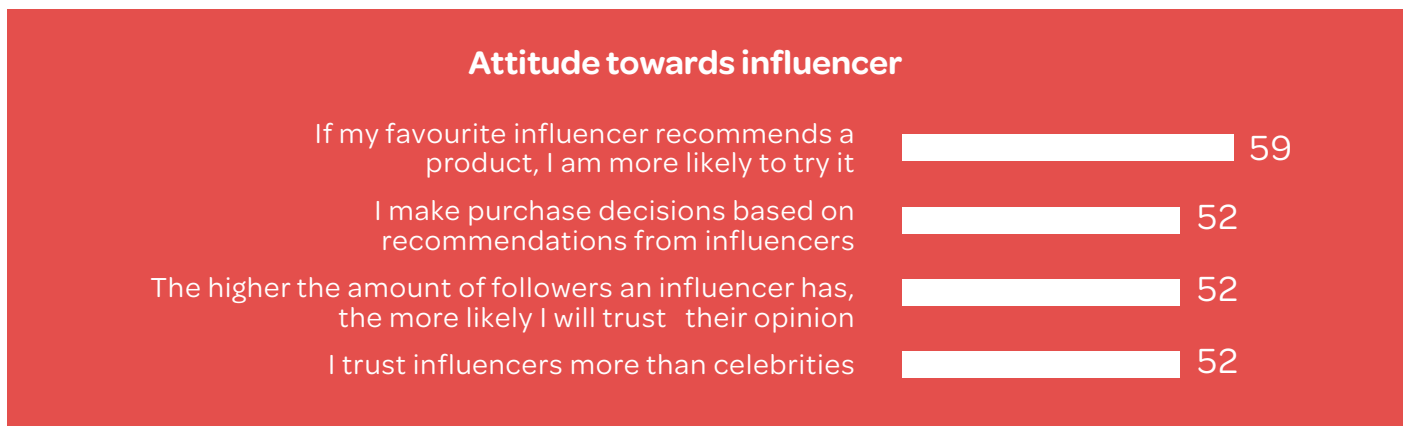 Attitude towards influencer
If my favourite influencer recommends a
product, I am more likely to try it
59
I make purchase decisions based on
recommendations from influencers
52
The higher the amount of followers an influencer has,
the more likely I will trust their opinion
52
I trust influencers more than celebrities
52